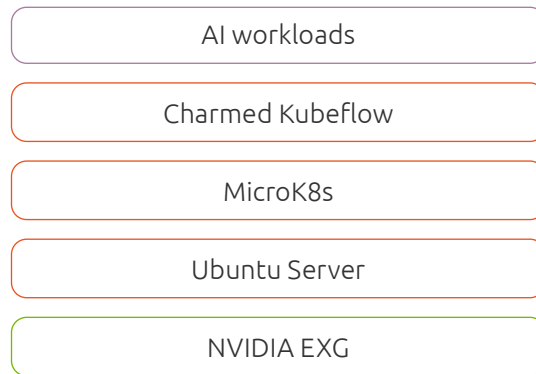 AI workloads
Charmed Kubeflow
MicroK8s
Ubuntu Server
NVIDIA EXG